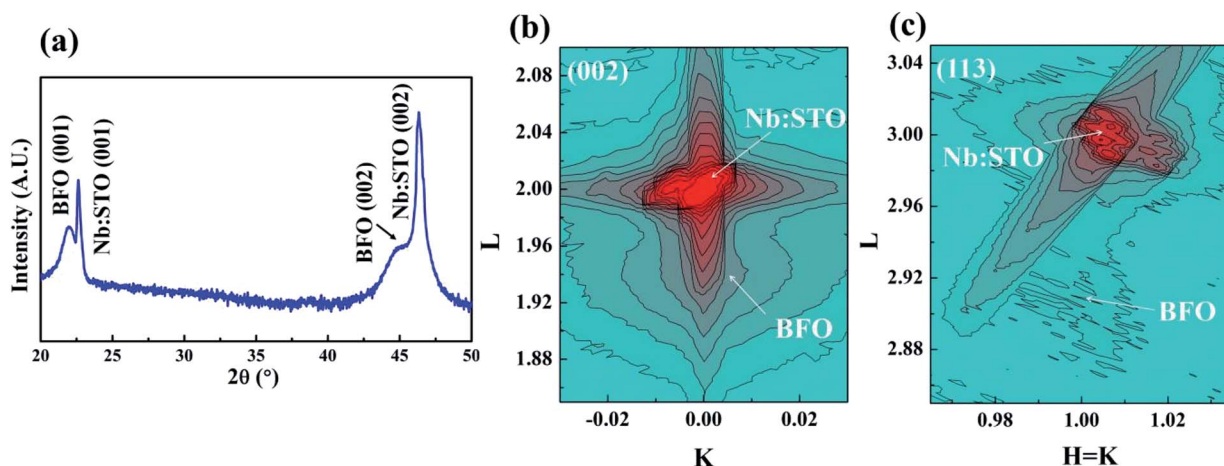 (a)
Intensity (A.U.)
BFO (001)
Nb:STO (001)
BFO (002)
Nb:STO (002)
20 25 30 35 40 45 50
2θ (°)
(b)
(002)
Nb:STO
BFO
L
2.08
2.04
2.00
1.96
1.92
1.88
-0.02 0.00 0.02
K
(c)
(113)
Nb:STO
BFO
L
3.04
3.00
2.96
2.92
2.88
0.98 1.00 1.02
H=K